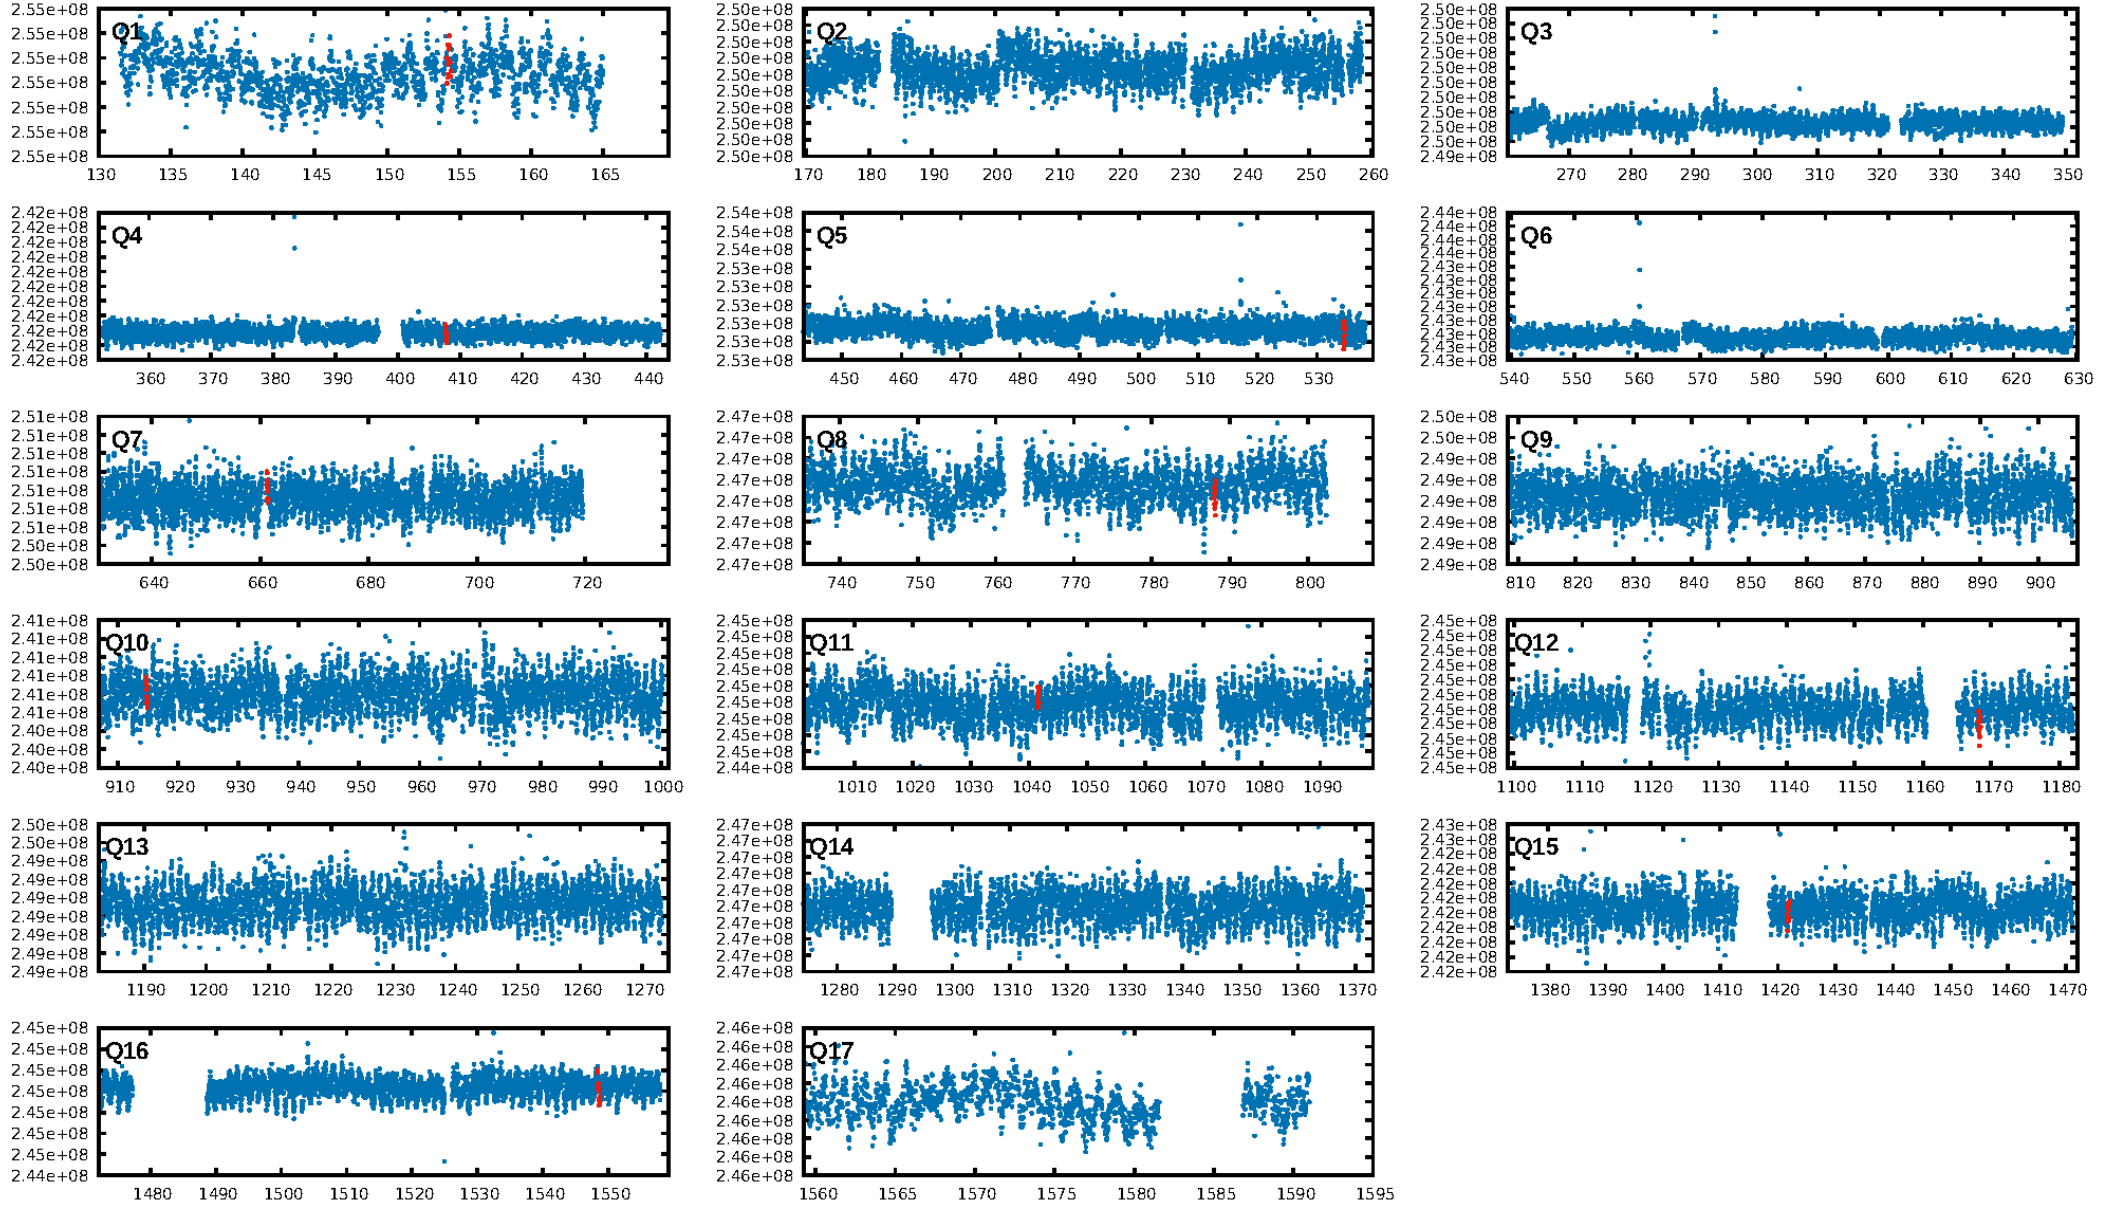 Q1
2.55e+08
2.55e+08
2.55e+08
2.55e+08
2.55e+08
2.55e+08
2.55e+08
130 135 140 145 150 155 160 165
Q2
2.50e+08
2.50e+08
2.50e+08
2.50e+08
2.50e+08
2.50e+08
2.50e+08
2.50e+08
2.50e+08
2.50e+08
170 180 190 200 210 220 230 240 250 260
Q3
2.50e+08
2.50e+08
2.50e+08
2.50e+08
2.50e+08
2.50e+08
2.50e+08
2.50e+08
2.50e+08
2.50e+08
2.49e+08
270 280 290 300 310 320 330 340 350
Q4
2.42e+08
2.42e+08
2.42e+08
2.42e+08
2.42e+08
2.42e+08
2.42e+08
2.42e+08
2.42e+08
2.42e+08
2.42e+08
360 370 380 390 400 410 420 430 440
Q5
2.54e+08
2.54e+08
2.54e+08
2.53e+08
2.53e+08
2.53e+08
2.53e+08
2.53e+08
2.53e+08
450 460 470 480 490 500 510 520 530
Q6
2.44e+08
2.44e+08
2.44e+08
2.44e+08
2.43e+08
2.43e+08
2.43e+08
2.43e+08
2.43e+08
2.43e+08
2.43e+08
2.43e+08
540 550 560 570 580 590 600 610 620 630
Q7
2.51e+08
2.51e+08
2.51e+08
2.51e+08
2.51e+08
2.51e+08
2.51e+08
2.50e+08
2.50e+08
640 660 680 700 720
Q8
2.47e+08
2.47e+08
2.47e+08
2.47e+08
2.47e+08
2.47e+08
2.47e+08
2.47e+08
740 750 760 770 780 790 800
Q9
2.50e+08
2.50e+08
2.49e+08
2.49e+08
2.49e+08
2.49e+08
2.49e+08
2.49e+08
810 820 830 840 850 860 870 880 890 900
Q10
2.41e+08
2.41e+08
2.41e+08
2.41e+08
2.41e+08
2.41e+08
2.40e+08
2.40e+08
2.40e+08
910 920 930 940 950 960 970 980 990 1000
Q11
2.45e+08
2.45e+08
2.45e+08
2.45e+08
2.45e+08
2.45e+08
2.45e+08
2.45e+08
2.45e+08
2.44e+08
1010 1020 1030 1040 1050 1060 1070 1080 1090
Q12
2.45e+08
2.45e+08
2.45e+08
2.45e+08
2.45e+08
2.45e+08
2.45e+08
2.45e+08
2.45e+08
2.45e+08
2.45e+08
1100 1110 1120 1130 1140 1150 1160 1170 1180
Q13
2.50e+08
2.50e+08
2.49e+08
2.49e+08
2.49e+08
2.49e+08
2.49e+08
2.49e+08
2.49e+08
1190 1200 1210 1220 1230 1240 1250 1260 1270
Q14
2.47e+08
2.47e+08
2.47e+08
2.47e+08
2.47e+08
2.47e+08
2.47e+08
2.47e+08
2.47e+08
2.47e+08
1280 1290 1300 1310 1320 1330 1340 1350 1360 1370
Q15
2.43e+08
2.43e+08
2.42e+08
2.42e+08
2.42e+08
2.42e+08
2.42e+08
2.42e+08
2.42e+08
2.42e+08
2.42e+08
1380 1390 1400 1410 1420 1430 1440 1450 1460 1470
Q16
2.45e+08
2.45e+08
2.45e+08
2.45e+08
2.45e+08
2.45e+08
2.45e+08
2.44e+08
1480 1490 1500 1510 1520 1530 1540 1550
Q17
2.46e+08
2.46e+08
2.46e+08
2.46e+08
2.46e+08
2.46e+08
2.46e+08
2.46e+08
2.46e+08
1560 1565 1570 1575 1580 1585 1590 1595